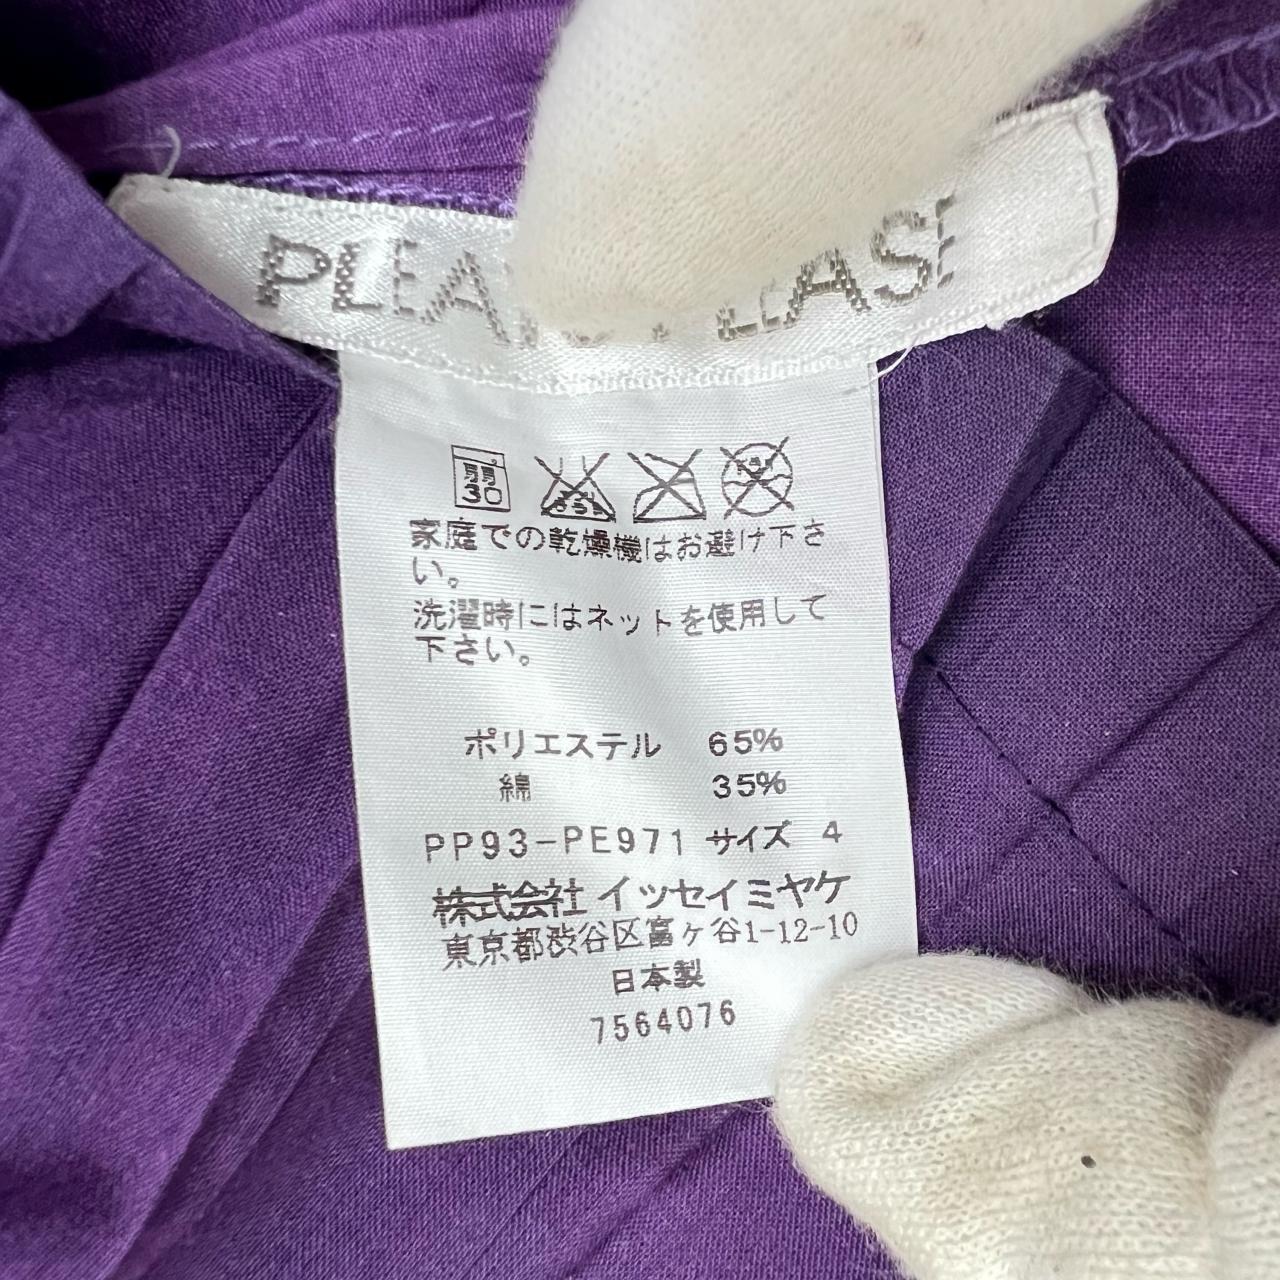 弱
30
家庭での乾燥機はお避け下さ
い。
洗濯時にはネットを使用して
下さい。
ポリエステル 65%
綿 35%
PP93-PE971 サイズ 4
株式会社 イッセイミヤケ
東京都渋谷区富ヶ谷1-12-10
日本製
7564076